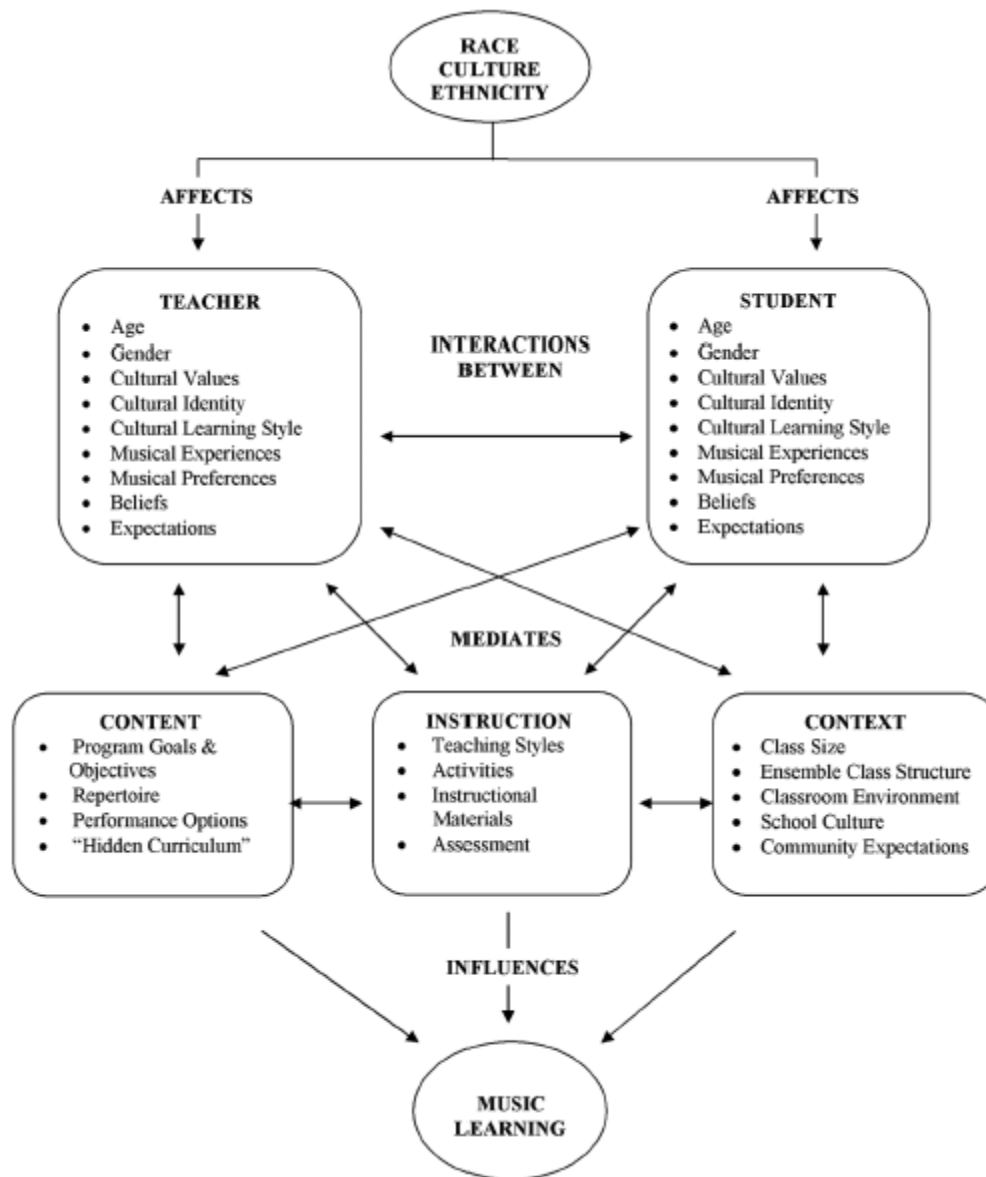 RACE
CULTURE
ETHNICITY
AFFECTS
AFFECTS
TEACHER
• Age
• Gender
• Cultural Values
• Cultural Identity
• Cultural Learning Style
• Musical Experiences
• Musical Preferences
• Beliefs
• Expectations
INTERACTIONS
BETWEEN
STUDENT
• Age
• Gender
• Cultural Values
• Cultural Identity
• Cultural Learning Style
• Musical Experiences
• Musical Preferences
• Beliefs
• Expectations
MEDIATES
CONTENT
• Program Goals &
Objectives
• Repertoire
• Performance Options
• “Hidden Curriculum”
INSTRUCTION
• Teaching Styles
• Activities
• Instructional
Materials
• Assessment
CONTEXT
• Class Size
• Ensemble Class Structure
• Classroom Environment
• School Culture
• Community Expectations
INFLUENCES
MUSIC
LEARNING